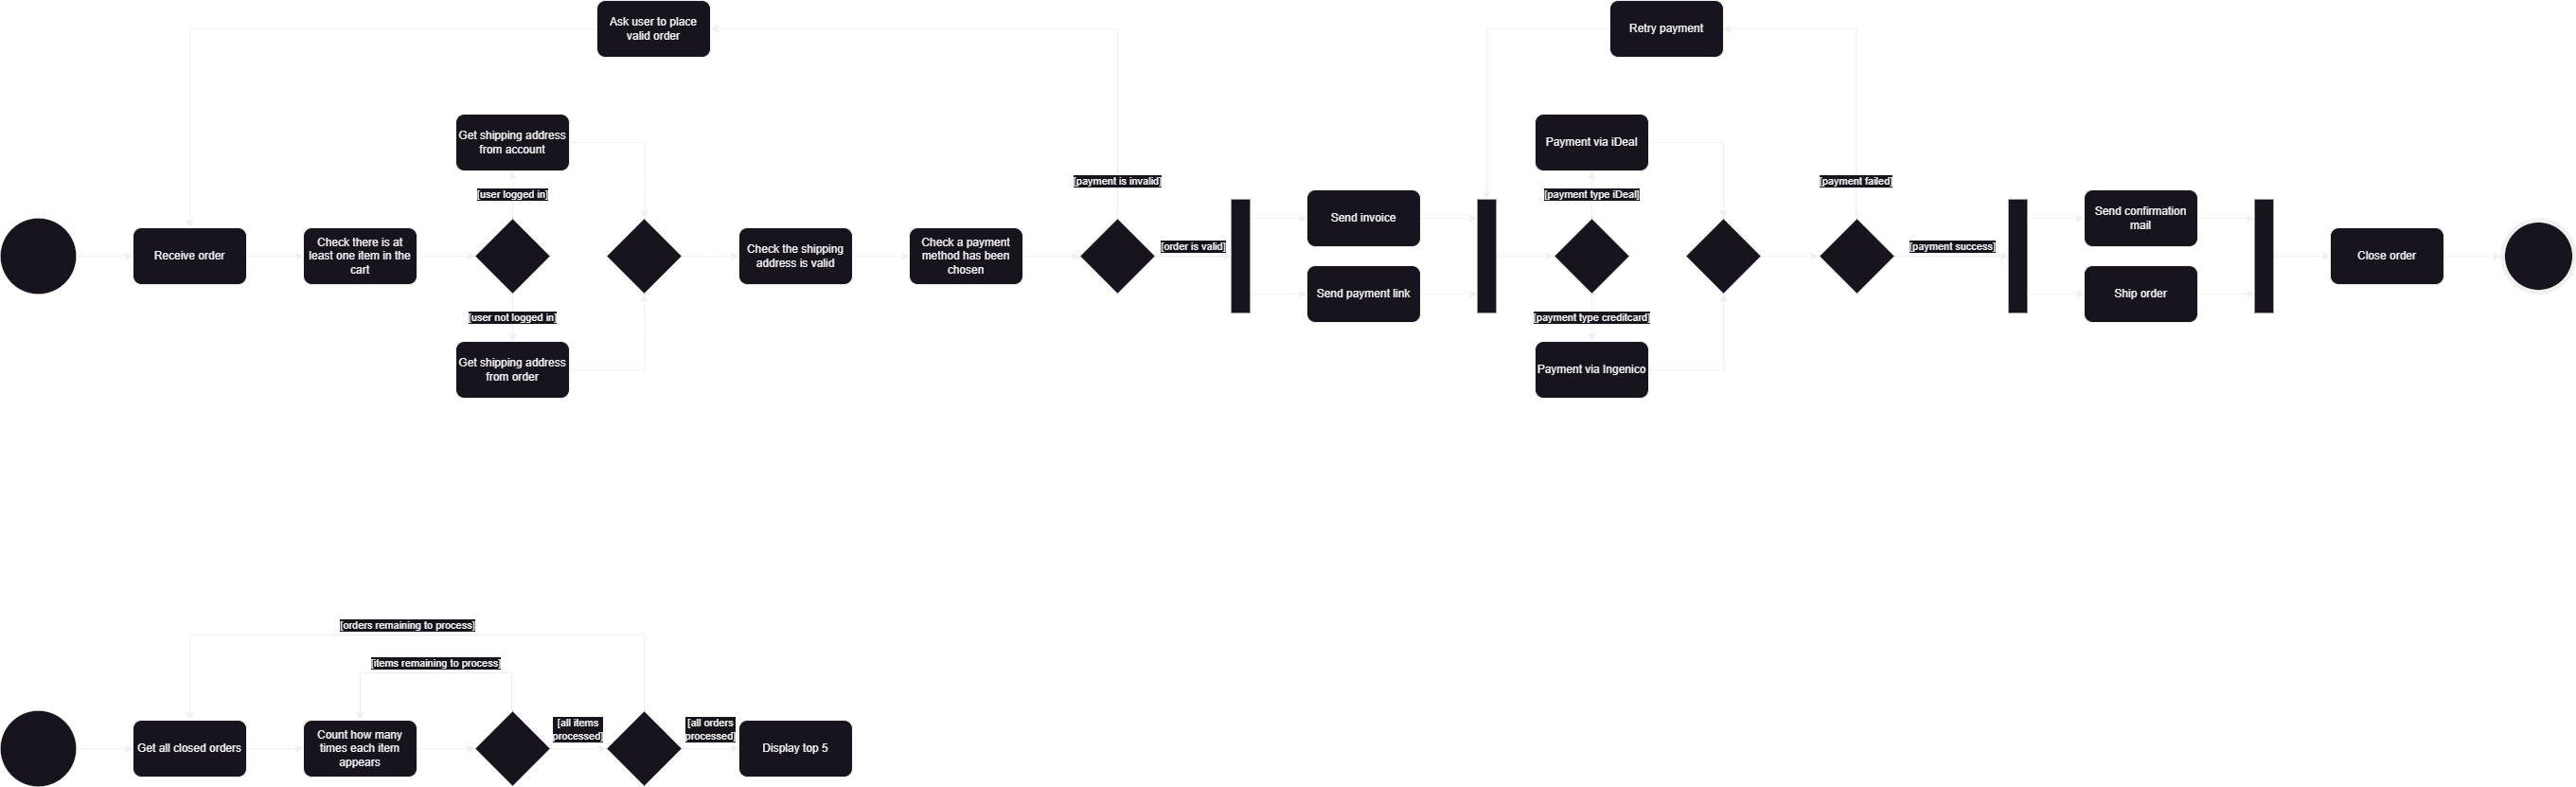 Ask user to place
valid order
Retry payment
Get shipping address
from account
Payment via iDeal
[payment is invalid]
[payment failed]
[user logged in]
[payment type iDeal]
Receive order
Check there is at
least one item in the
cart
Check the shipping
address is valid
Check a payment
method has been
chosen
[order is valid]
Send invoice
Send payment link
[payment success]
Send confirmation
mail
Ship order
Close order
[user not logged in]
[payment type creditcard]
Get shipping address
from order
Payment via Ingenico
[orders remaining to process]
[items remaining to process]
Get all closed orders
Count how many
times each item
appears
[all items
processed]
[all orders
processed]
Display top 5